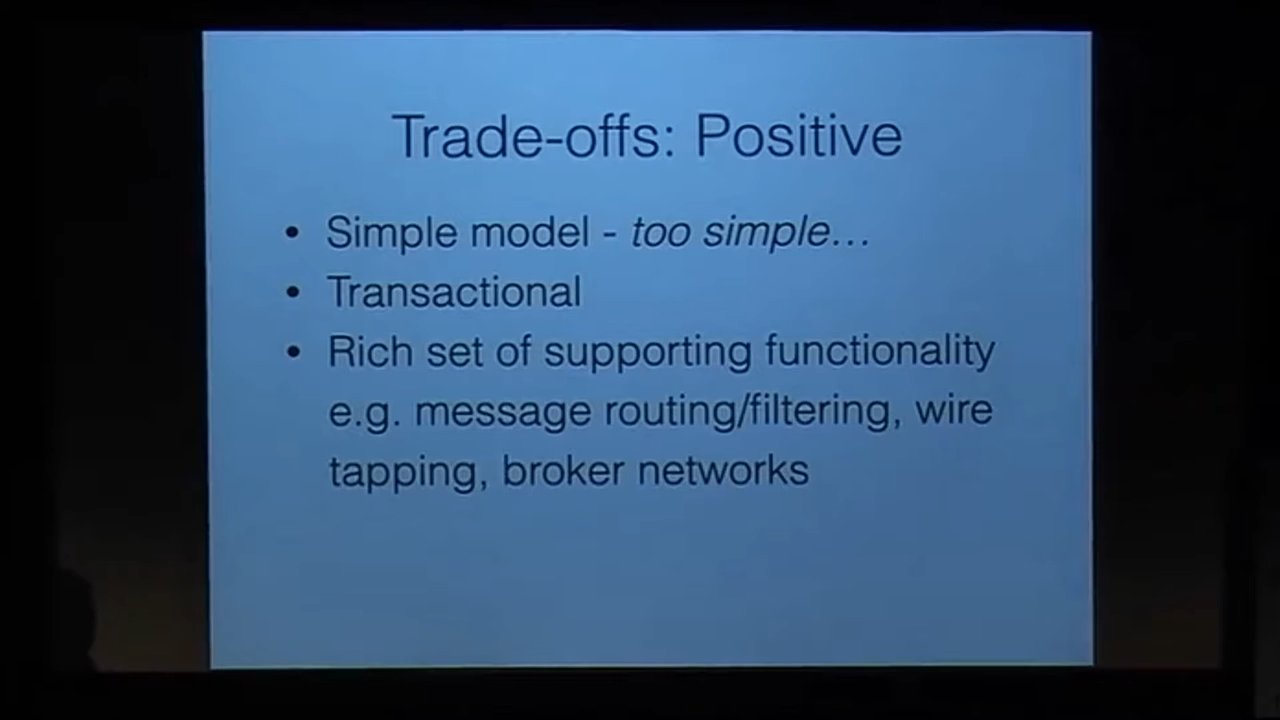 Trade-offs: Positive
• Simple model - too simple…
• Transactional
• Rich set of supporting functionality
e.g. message routing/filtering, wire
tapping, broker networks